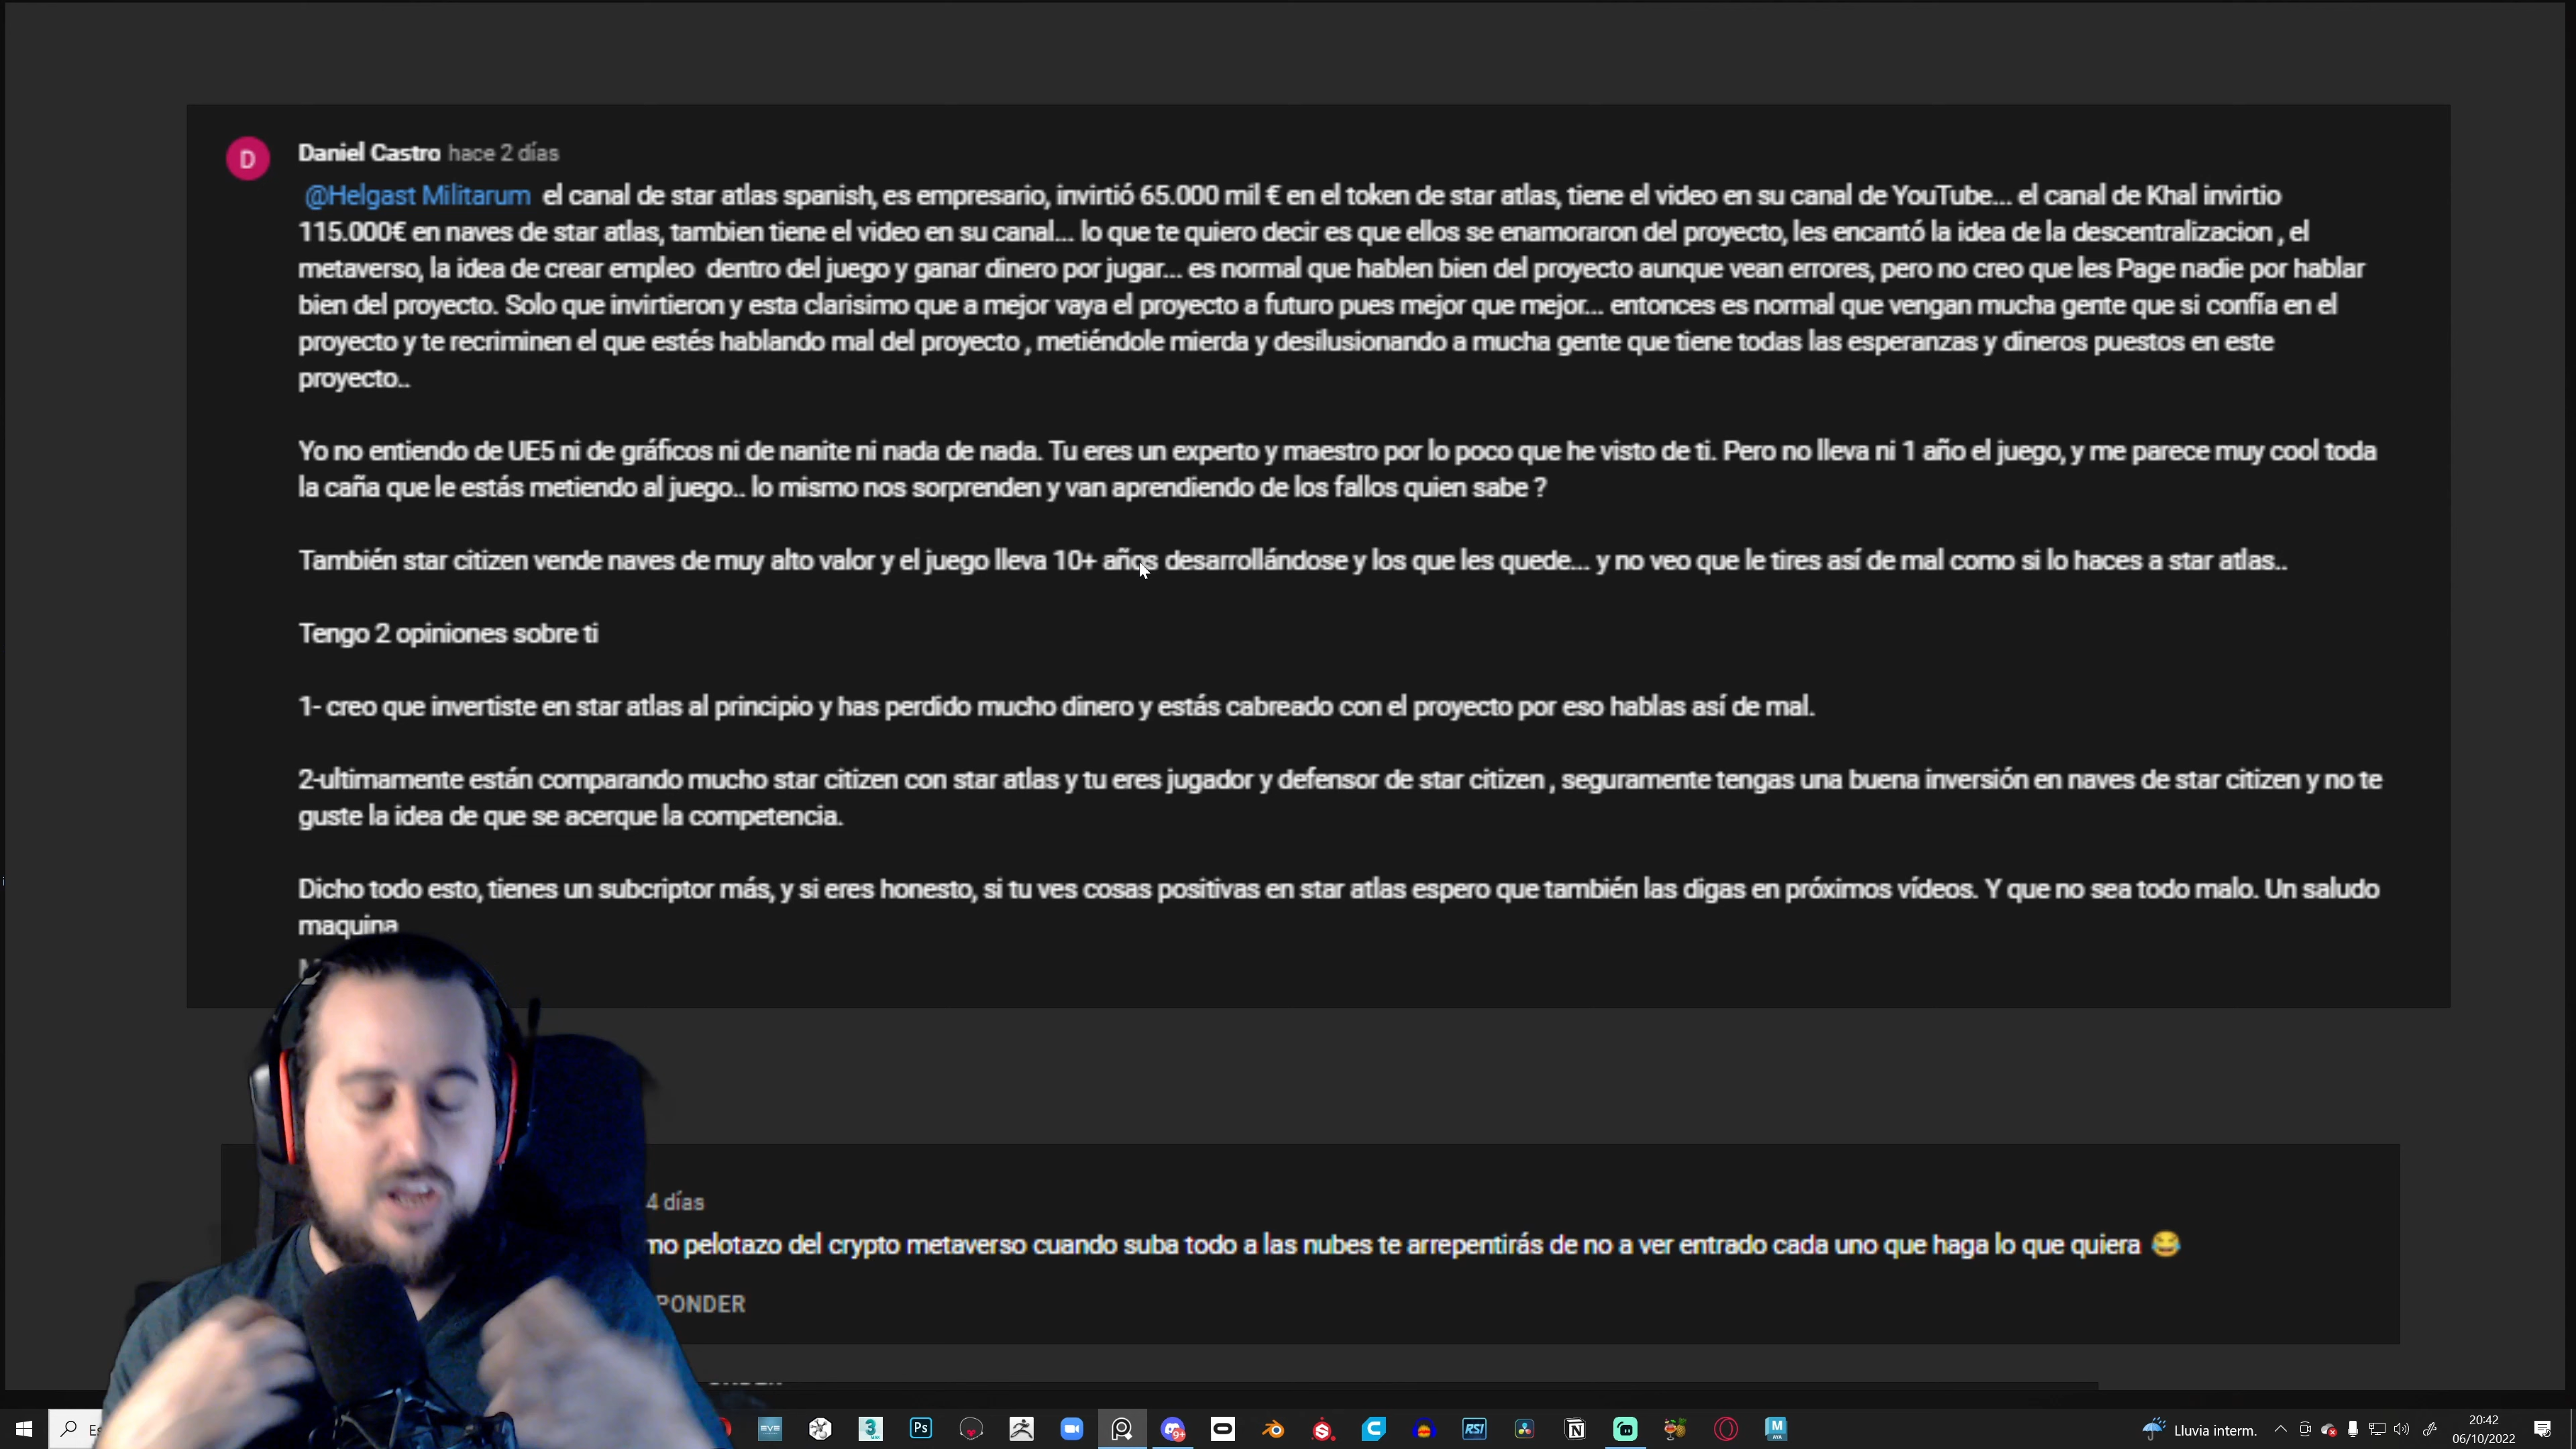 D
Daniel Castro hace 2 días
@Helgast Militarum el canal de star atlas spanish, es empresario, invirtió 65.000 mil € en el token de star atlas, tiene el video en su canal de YouTube... el canal de Khal invirtio
115.000€ en naves de star atlas, tambien tiene el video en su canal... lo que te quiero decir es que ellos se enamoraron del proyecto, les encantó la idea de la descentralizacion , el
metaverso, la idea de crear empleo dentro del juego y ganar dinero por jugar... es normal que hablen bien del proyecto aunque vean errores, pero no creo que les Page nadie por hablar
bien del proyecto. Solo que invirtieron y esta clarisimo que a mejor vaya el proyecto a futuro pues mejor que mejor... entonces es normal que vengan mucha gente que si confía en el
proyecto y te recriminen el que estés hablando mal del proyecto , metiéndole mierda y desilusionando a mucha gente que tiene todas las esperanzas y dineros puestos en este
proyecto..
Yo no entiendo de UE5 ni de gráficos ni de nanite ni nada de nada. Tu eres un experto y maestro por lo poco que he visto de ti. Pero no lleva ni 1 año el juego, y me parece muy cool toda
la caña que le estás metiendo al juego.. lo mismo nos sorprenden y van aprendiendo de los fallos quien sabe ?
También star citizen vende naves de muy alto valor y el juego lleva 10+ años desarrollándose y los que les quede... y no veo que le tires así de mal como si lo haces a star atlas..
Tengo 2 opiniones sobre ti
1- creo que invertiste en star atlas al principio y has perdido mucho dinero y estás cabreado con el proyecto por eso hablas así de mal.
2-ultimamente están comparando mucho star citizen con star atlas y tu eres jugador y defensor de star citizen , seguramente tengas una buena inversión en naves de star citizen y no te
guste la idea de que se acerque la competencia.
Dicho todo esto, tienes un subcriptor más, y si eres honesto, si tu ves cosas positivas en star atlas espero que también las digas en próximos vídeos. Y que no sea todo malo. Un saludo
maquina
4 días
mo pelotazo del crypto metaverso cuando suba todo a las nubes te arrepentirás de no a ver entrado cada uno que haga lo que quiera 😂
PONDER
EVE
3
Ps
9+
RSI
M
Lluvia interm.
20:42
06/10/2022